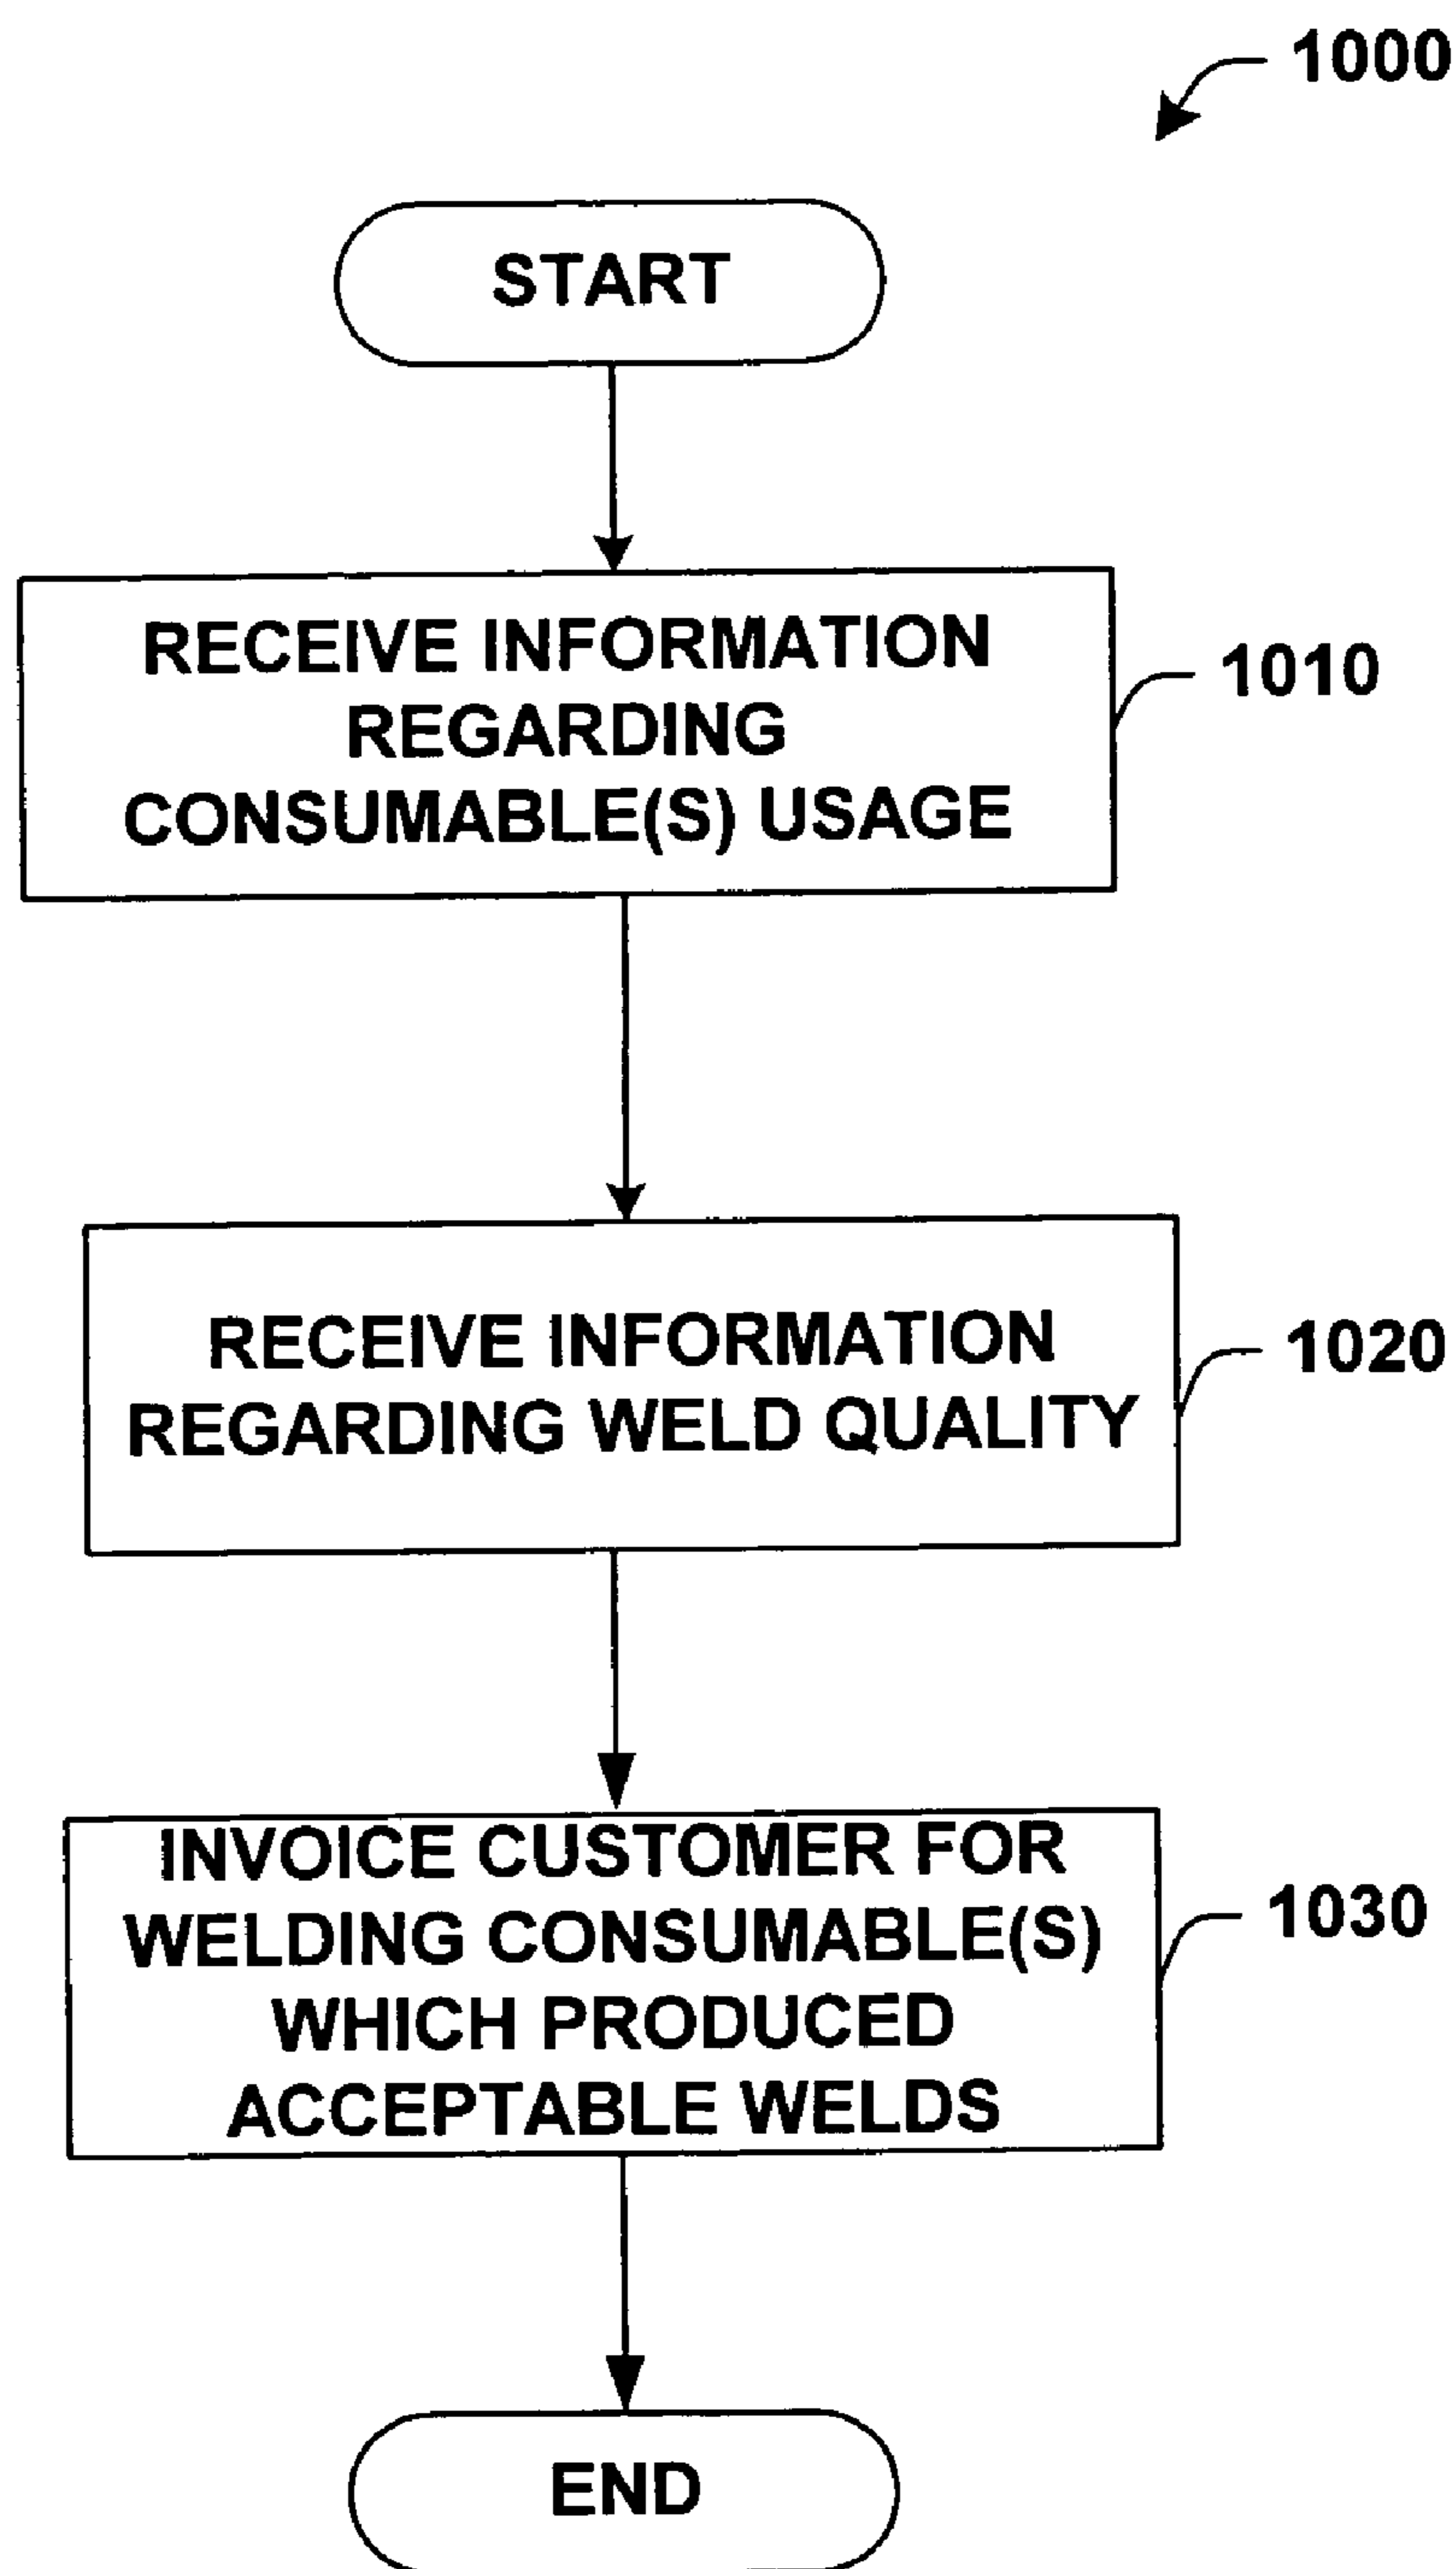 1000
START
RECEIVE INFORMATION
REGARDING
CONSUMABLE(S) USAGE
1010
RECEIVE INFORMATION
REGARDING WELD QUALITY
1020
INVOICE CUSTOMER FOR
WELDING CONSUMABLE(S)
WHICH PRODUCED
ACCEPTABLE WELDS
1030
END